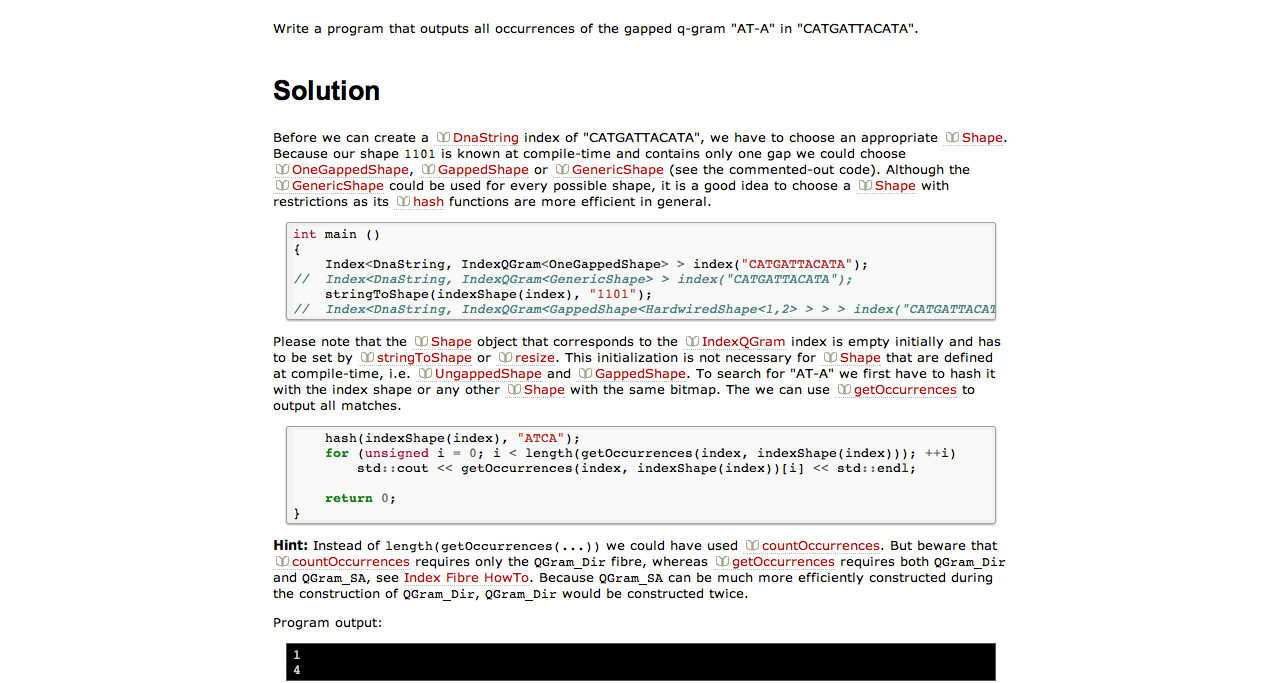 Write a program that outputs all occurrences of the gapped q-gram "AT-A" in "CATGATTACATA".
Solution
Before we can create a DnaString index of "CATGATTACATA", we have to choose an appropriate Shape.
Because our shape 1101 is known at compile-time and contains only one gap we could choose
OneGappedShape, GappedShape or GenericShape (see the commented-out code). Although the
GenericShape could be used for every possible shape, it is a good idea to choose a Shape with
restrictions as its hash functions are more efficient in general.
int main ()
{
    Index<DnaString, IndexQGram<OneGappedShape> > index("CATGATTACATA");
//  Index<DnaString, IndexQGram<GenericShape> > index("CATGATTACATA");
    stringToShape(indexShape(index), "1101");
//  Index<DnaString, IndexQGram<GappedShape<HardwiredShape<1,2> > > > index("CATGATTACAT
Please note that the Shape object that corresponds to the IndexQGram index is empty initially and has
to be set by stringToShape or resize. This initialization is not necessary for Shape that are defined
at compile-time, i.e. UngappedShape and GappedShape. To search for "AT-A" we first have to hash it
with the index shape or any other Shape with the same bitmap. The we can use getOccurrences to
output all matches.
    hash(indexShape(index), "ATCA");
    for (unsigned i = 0; i < length(getOccurrences(index, indexShape(index))); ++i)
        std::cout << getOccurrences(index, indexShape(index))[i] << std::endl;
    return 0;
}
Hint: Instead of length(getOccurrences(...)) we could have used countOccurrences. But beware that
countOccurrences requires only the QGram_Dir fibre, whereas getOccurrences requires both QGram_Dir
and QGram_SA, see Index Fibre HowTo. Because QGram_SA can be much more efficiently constructed during
the construction of QGram_Dir, QGram_Dir would be constructed twice.
Program output:
1
4